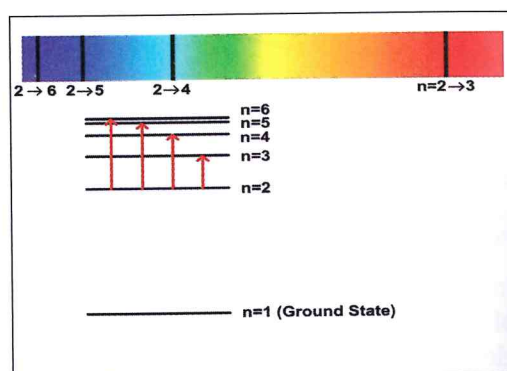 2→6 2→5 2→4 n=2→3
n=6
n=5
n=4
n=3
n=2
n=1 (Ground State)